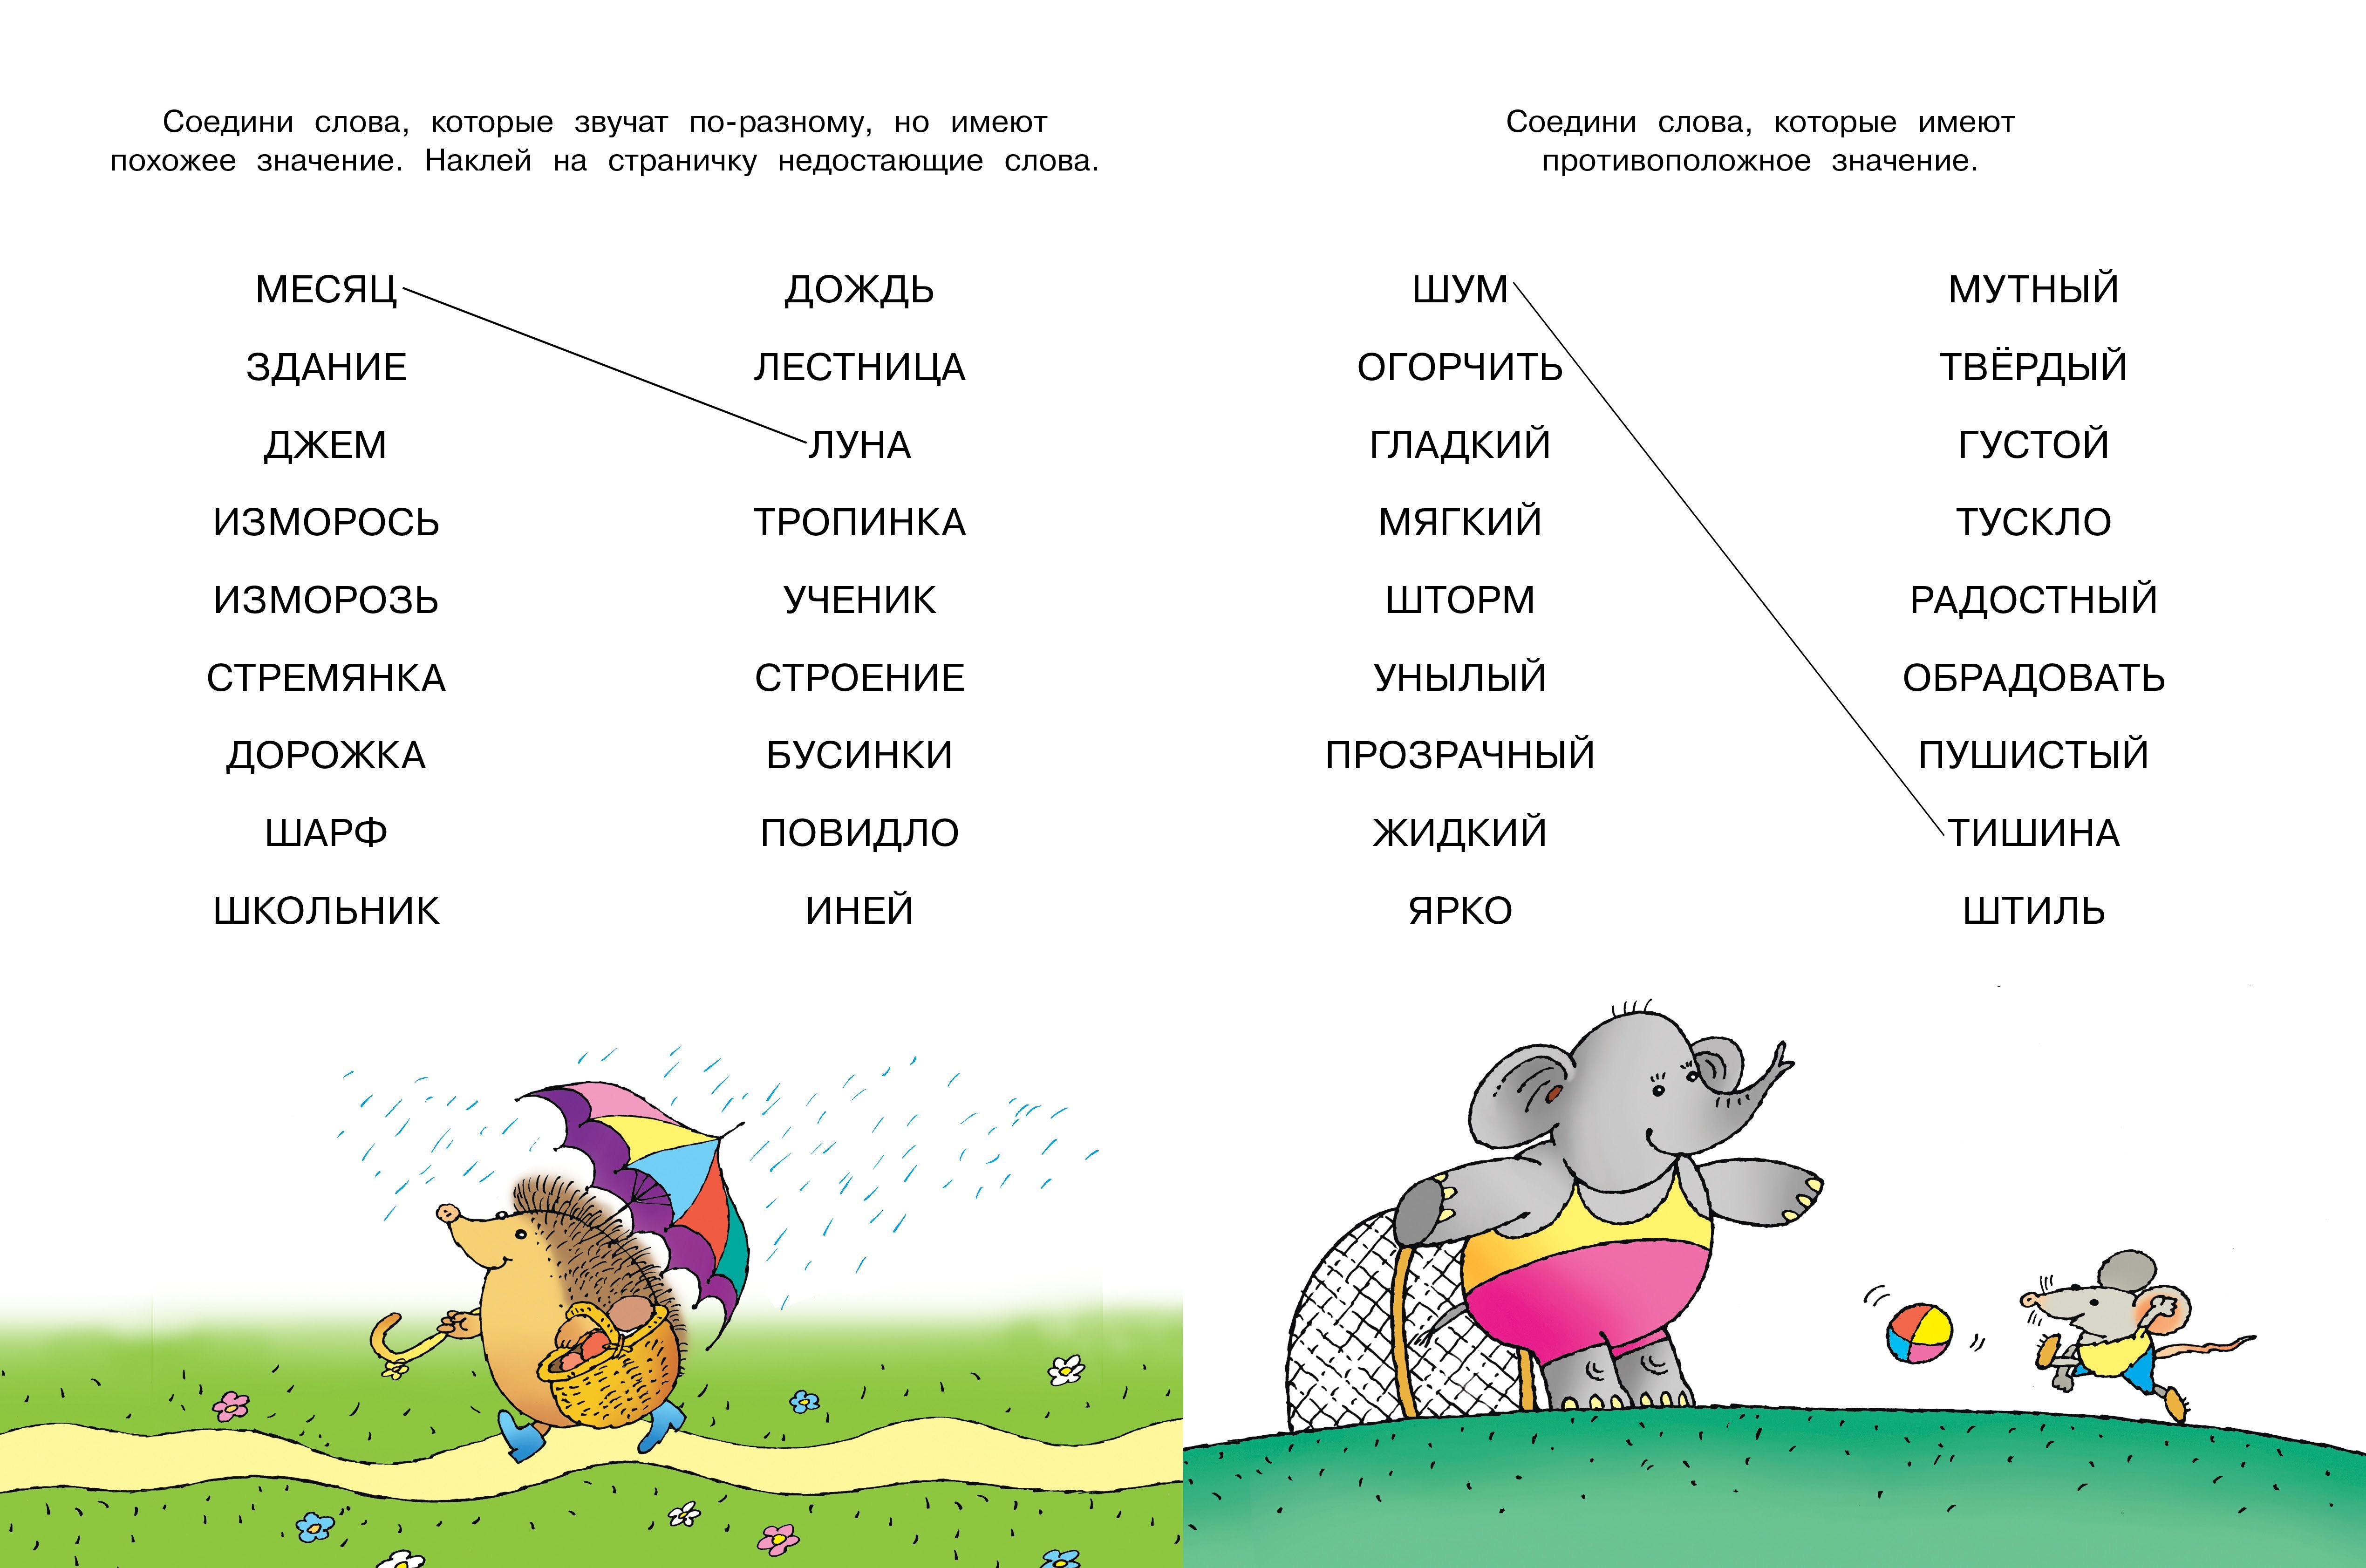 Соедини слова, которые звучат по-разному, но имеют
похожее значение. Наклей на страничку недостающие слова.
МЕСЯЦ ДОЖДЬ
ЗДАНИЕ ЛЕСТНИЦА
ДЖЕМ ЛУНА
ИЗМОРОСЬ ТРОПИНКА
ИЗМОРОЗЬ УЧЕНИК
СТРЕМЯНКА СТРОЕНИЕ
ДОРОЖКА БУСИНКИ
ШАРФ ПОВИДЛО
ШКОЛЬНИК ИНЕЙ
Соедини слова, которые имеют
противоположное значение.
ШУМ МУТНЫЙ
ОГОРЧИТЬ ТВЁРДЫЙ
ГЛАДКИЙ ГУСТОЙ
МЯГКИЙ ТУСКЛО
ШТОРМ РАДОСТНЫЙ
УНЫЛЫЙ ОБРАДОВАТЬ
ПРОЗРАЧНЫЙ ПУШИСТЫЙ
ЖИДКИЙ ТИШИНА
ЯРКО ШТИЛЬ